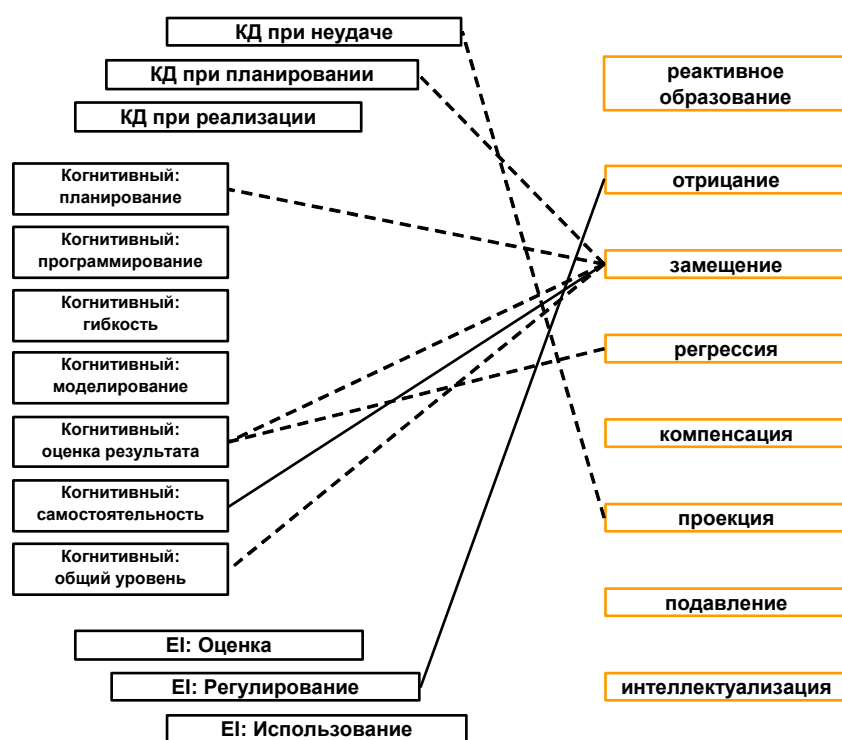 КД при неудаче
КД при планировании
КД при реализации
Когнитивный:
планирование
Когнитивный:
программирование
Когнитивный:
гибкость
Когнитивный:
моделирование
Когнитивный:
оценка результата
Когнитивный:
самостоятельность
Когнитивный:
общий уровень
EI: Оценка
EI: Регулирование
EI: Использование
реактивное
образование
отрицание
замещение
регрессия
компенсация
проекция
подавление
интеллектуализация